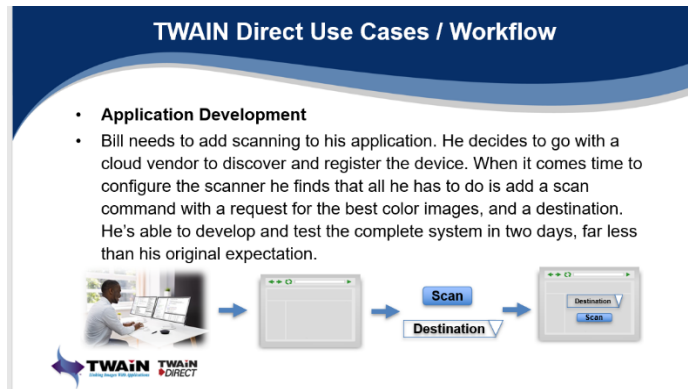 TWAIN Direct Use Cases / Workflow
• Application Development
• Bill needs to add scanning to his application. He decides to go with a
cloud vendor to discover and register the device. When it comes time to
configure the scanner he finds that all he has to do is add a scan
command with a request for the best color images, and a destination.
He’s able to develop and test the complete system in two days, far less
than his original expectation.
Scan
Destination
Destination
Scan
TWAIN
Linking Images With Applications
TWAIN
DIRECT